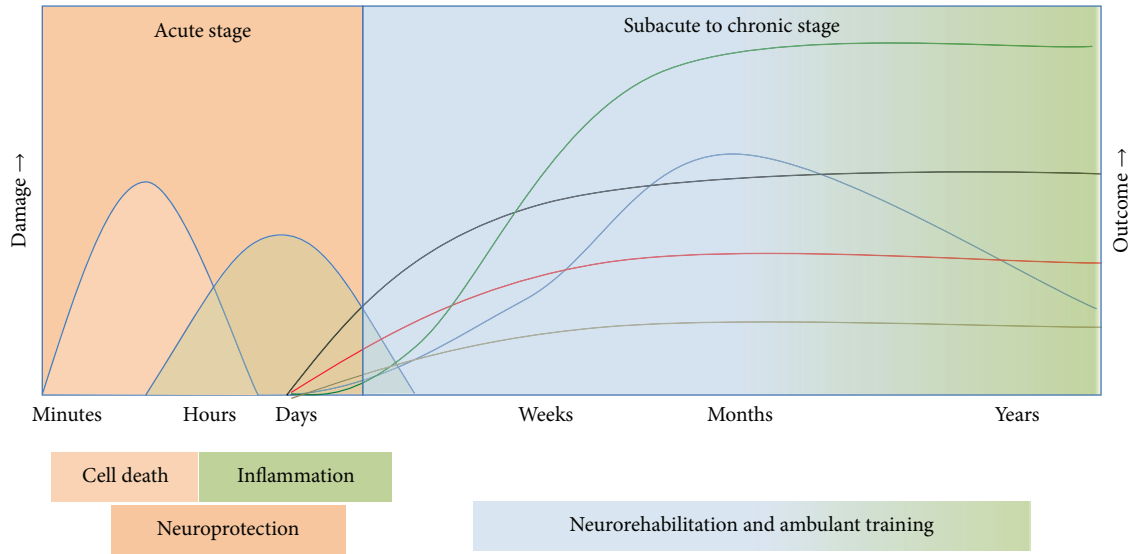 Acute stage
Subacute to chronic stage
Damage →
Outcome →
Minutes
Hours
Days
Weeks
Months
Years
Cell death
Inflammation
Neuroprotection
Neurorehabilitation and ambulant training